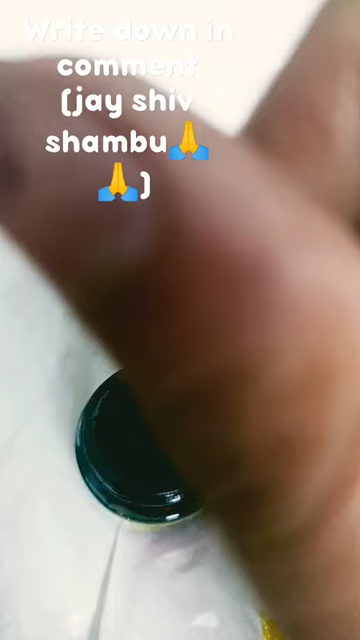 Write down in
comment
(jay shiv
shambu🙏
🙏)